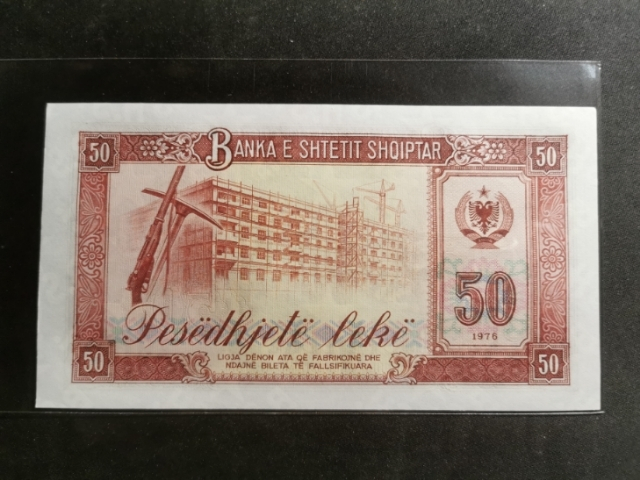 50
BANKA E SHTETIT SHQIPTAR
50
50
1976
Pesëdhjetë lekë
50
LIGJA DËNON ATA QË FABRIKOJNË DHE
NDAJNË BILETA TË FALLSIFIKUARA
50